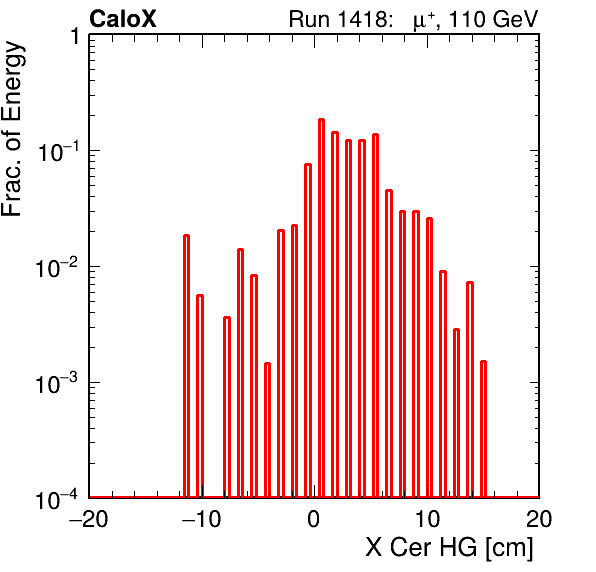 CaloX Run 1418: μ⁺, 110 GeV
Frac. of Energy
1
10⁻¹
10⁻²
10⁻³
10⁻⁴
−20 −10 0 10 20
X Cer HG [cm]